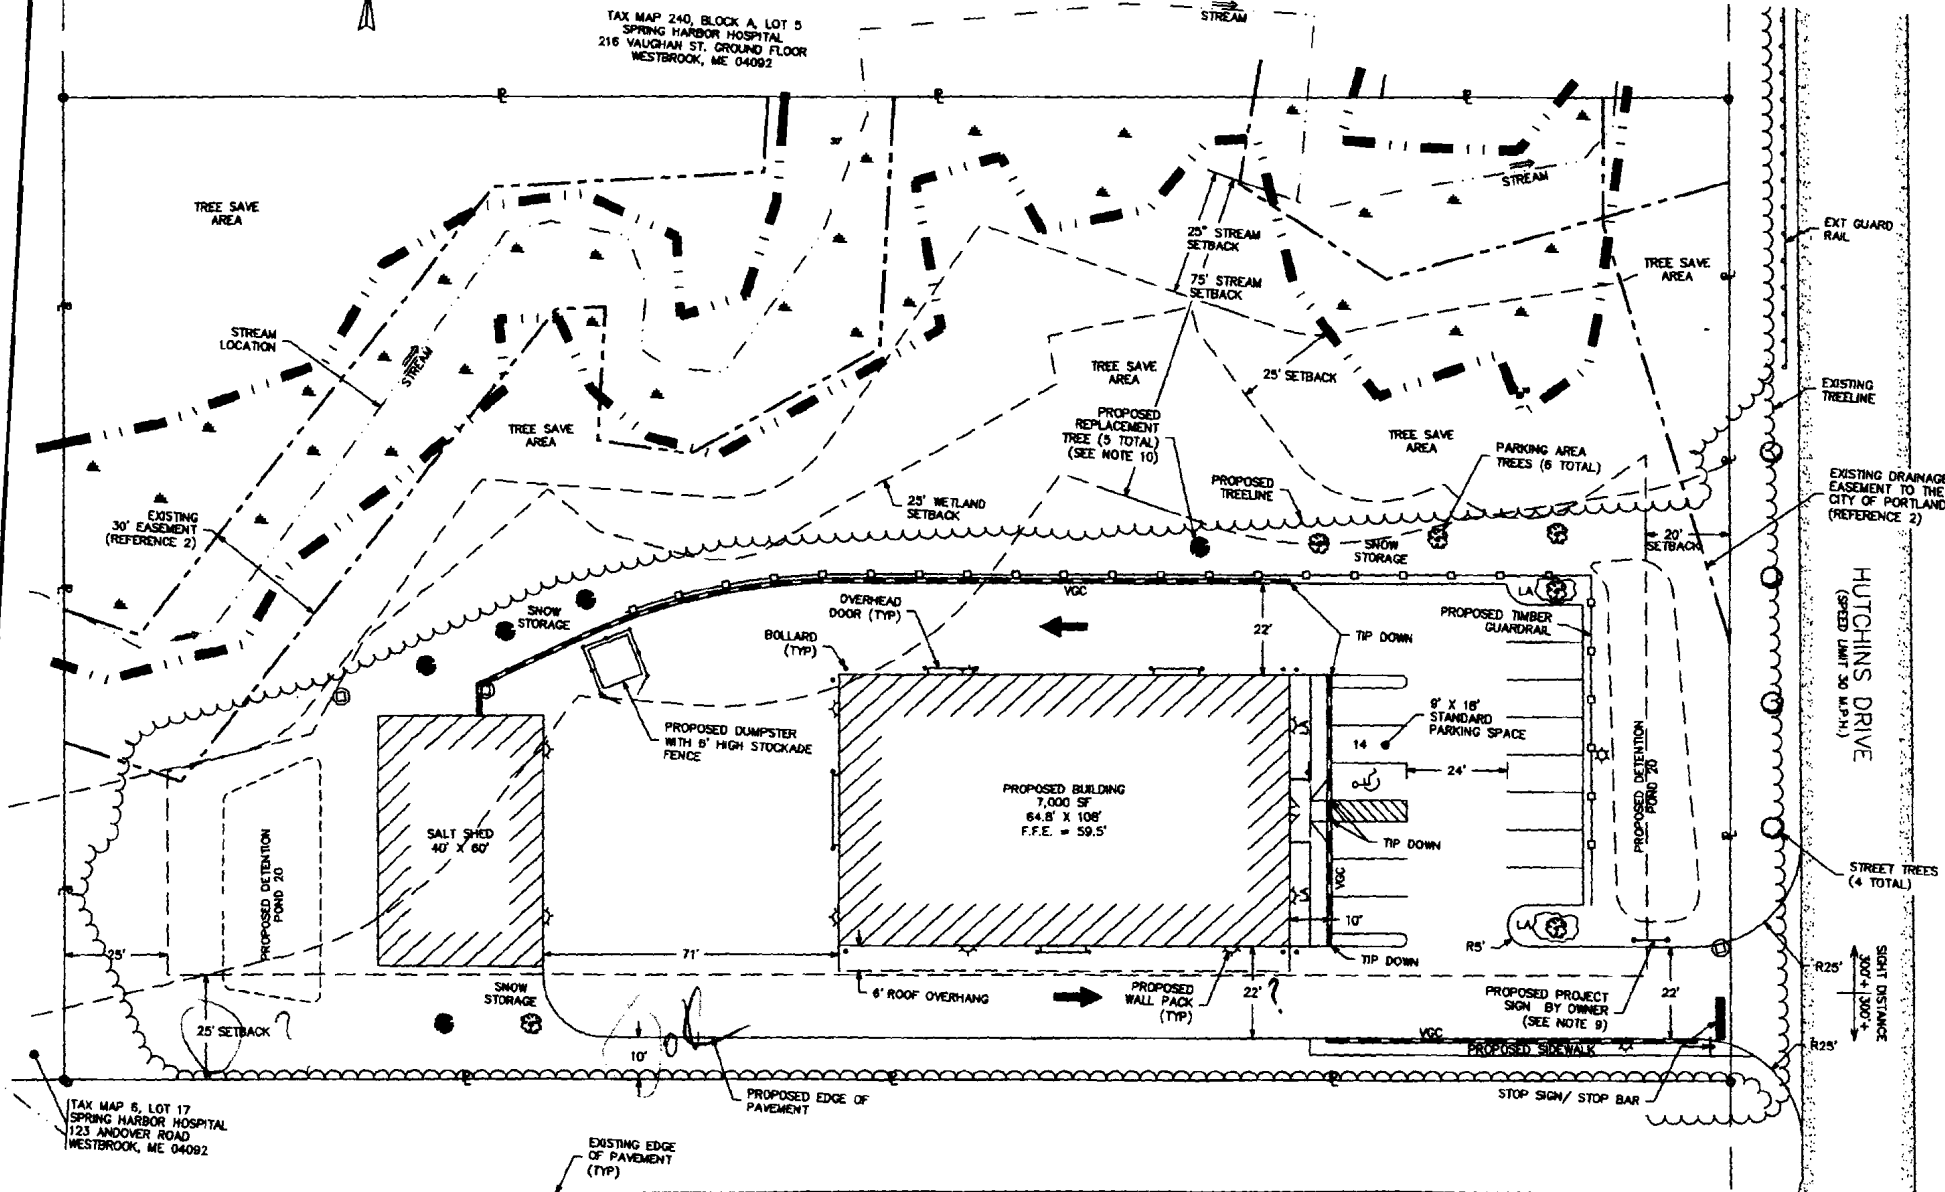 TAX MAP 240, BLOCK A, LOT 5
SPRING HARBOR HOSPITAL
216 VAUGHAN ST. GROUND FLOOR
WESTBROOK, ME 04092
STREAM
30'
TREE SAVE
AREA
STREAM
25' STREAM
SETBACK
75' STREAM
SETBACK
TREE SAVE
AREA
EXT GUARD
RAIL
STREAM
LOCATION
STREAM
TREE SAVE
AREA
25' SETBACK
EXISTING
TREELINE
TREE SAVE
AREA
PROPOSED
REPLACEMENT
TREE (5 TOTAL)
(SEE NOTE 10)
TREE SAVE
AREA
PARKING AREA
TREES (6 TOTAL)
PROPOSED
TREELINE
EXISTING DRAINAGE
EASEMENT TO THE
CITY OF PORTLAND
(REFERENCE 2)
25' WETLAND
SETBACK
EXISTING
30' EASEMENT
(REFERENCE 2)
SNOW
STORAGE
20'
SETBACK
HUTCHINS DRIVE
(SPEED LIMIT 30 M.P.H.)
SNOW
STORAGE
OVERHEAD
DOOR (TYP)
VGC
LA
BOLLARD
(TYP)
22'
PROPOSED TIMBER
GUARDRAIL
TIP DOWN
PROPOSED DUMPSTER
WITH 6' HIGH STOCKADE
FENCE
9' X 18'
STANDARD
PARKING SPACE
14
24'
PROPOSED BUILDING
7,000 SF
64.8' X 108'
F.F.E. = 59.5'
PROPOSED DETENTION
POND 20
SALT SHED
40' X 60'
TIP DOWN
PROPOSED DETENTION
POND 20
STREET TREES
(4 TOTAL)
VGC
10'
LA
R5'
25'
71'
TIP DOWN
R25'
SIGHT DISTANCE
300'+ 300'+
SNOW
STORAGE
6' ROOF OVERHANG
PROPOSED
WALL PACK
(TYP)
22' ?
PROPOSED PROJECT
SIGN BY OWNER
(SEE NOTE 9)
22'
25' SETBACK ?
10'
VGC
PROPOSED SIDEWALK
R25'
PROPOSED EDGE OF
PAVEMENT
STOP SIGN/ STOP BAR
TAX MAP 6, LOT 17
SPRING HARBOR HOSPITAL
123 ANDOVER ROAD
WESTBROOK, ME 04092
EXISTING EDGE
OF PAVEMENT
(TYP)